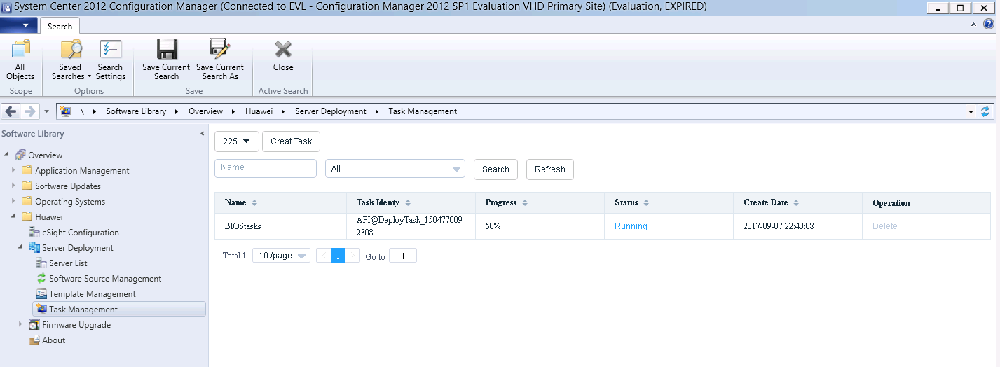 System Center 2012 Configuration Manager (Connected to EVL - Configuration Manager 2012 SP1 Evaluation VHD Primary Site) (Evaluation, EXPIRED)
Search
All Objects
Saved Searches
Search Settings
Save Current Search
Save Current Search As
Close
Scope
Options
Save
Active Search
\ Software Library Overview Huawei Server Deployment Task Management
Software Library
Overview
Application Management
Software Updates
Operating Systems
Huawei
eSight Configuration
Server Deployment
Server List
Software Source Management
Template Management
Task Management
Firmware Upgrade
About
225 Creat Task
Name All Search Refresh
Name Task Identy Progress Status Create Date Operation
BIOStasks API@DeployTask_150477009 50% Running 2017-09-07 22:40:08 Delete
2308
Total 1 10 /page 1 Go to 1